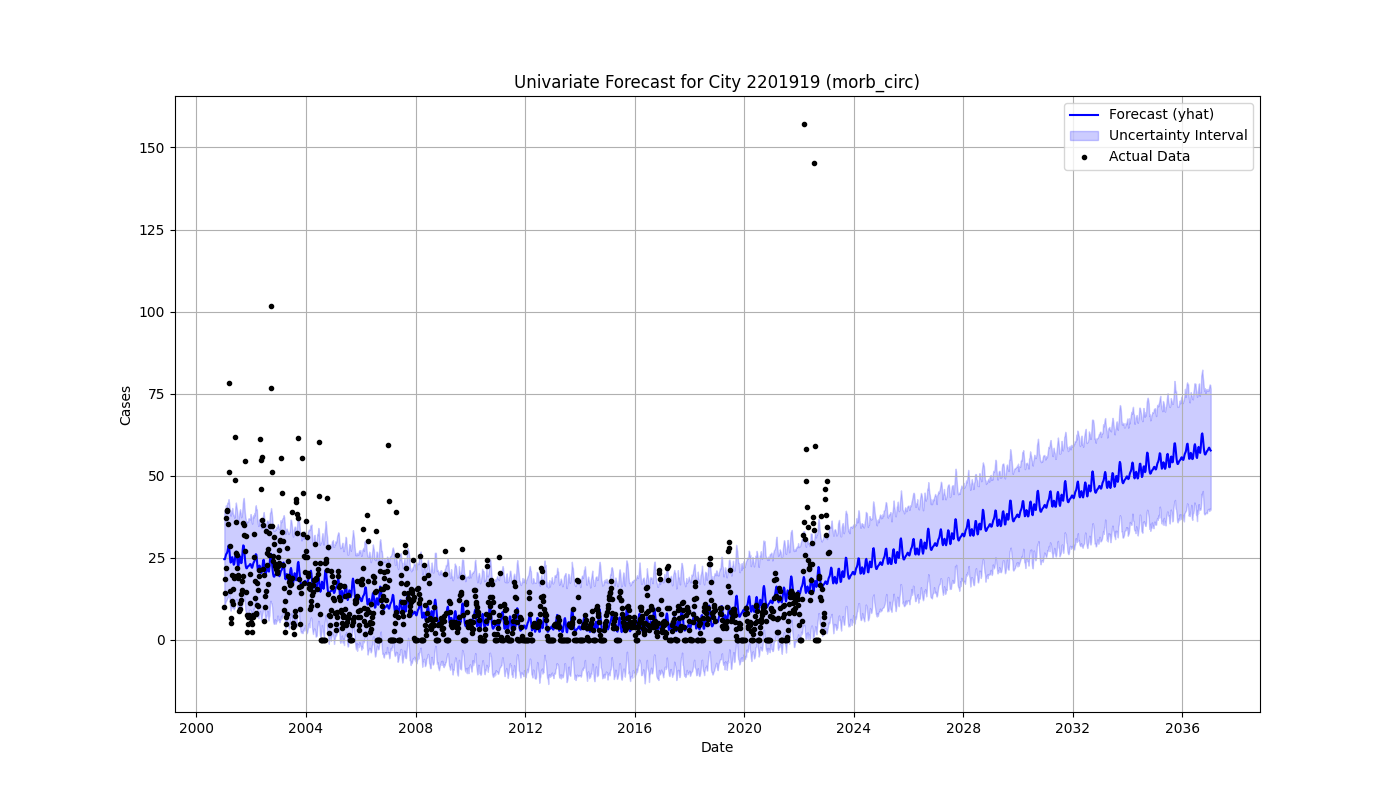 Univariate Forecast for City 2201919 (morb_circ)
Forecast (yhat)
Uncertainty Interval
Actual Data
Cases
150
125
100
75
50
25
0
2000 2004 2008 2012 2016 2020 2024 2028 2032 2036
Date